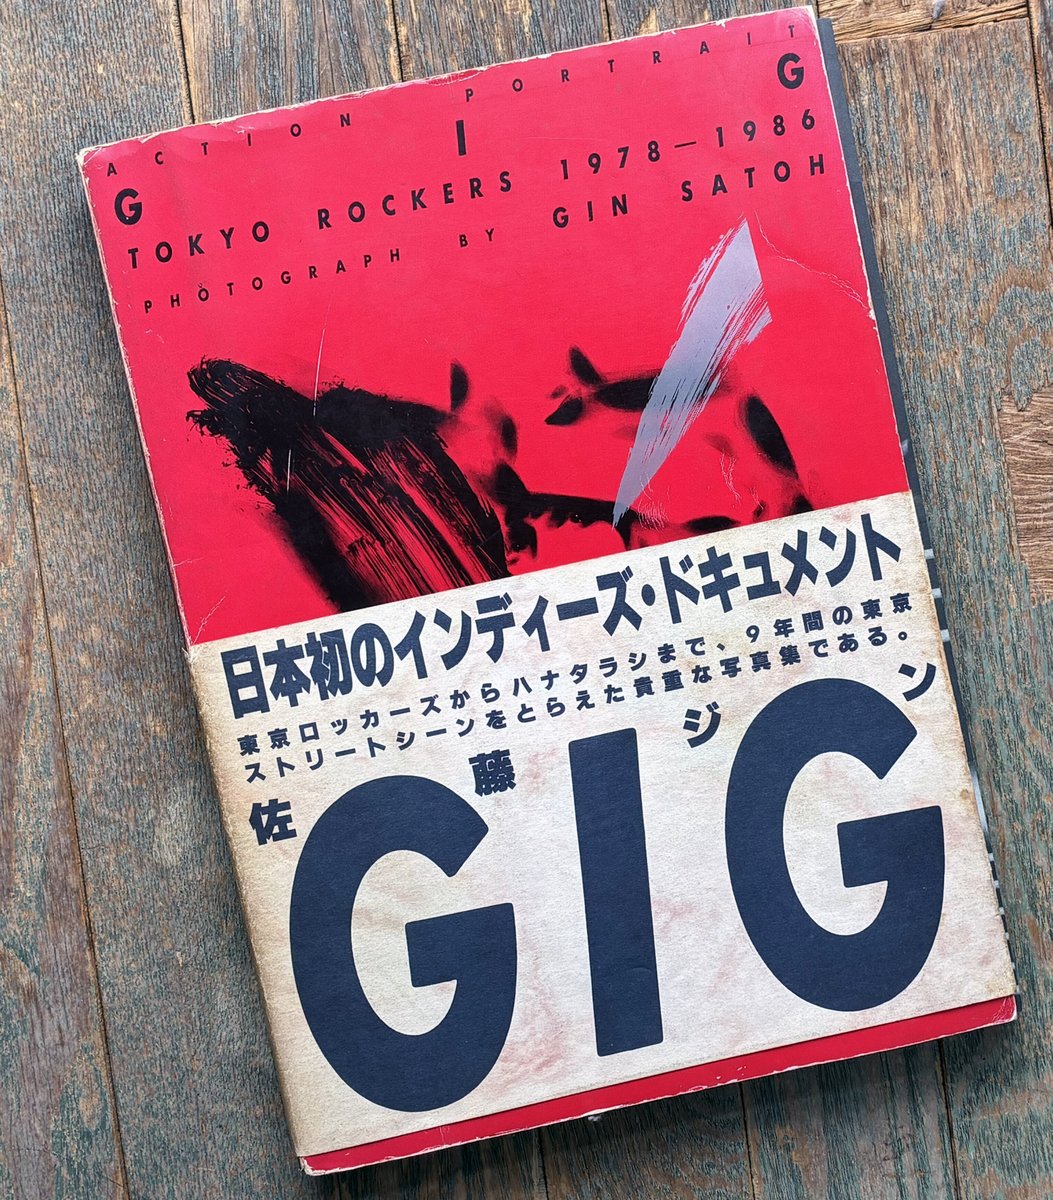 ACTION PORTRAIT
GIG
TOKYO ROCKERS 1978—1986
PHOTOGRAPH BY GIN SATOH
日本初のインディーズ・ドキュメント
東京ロッカーズからハナタラシまで、9年間の東京
ストリートシーンをとらえた貴重な写真集である。
佐藤ジン
GIG